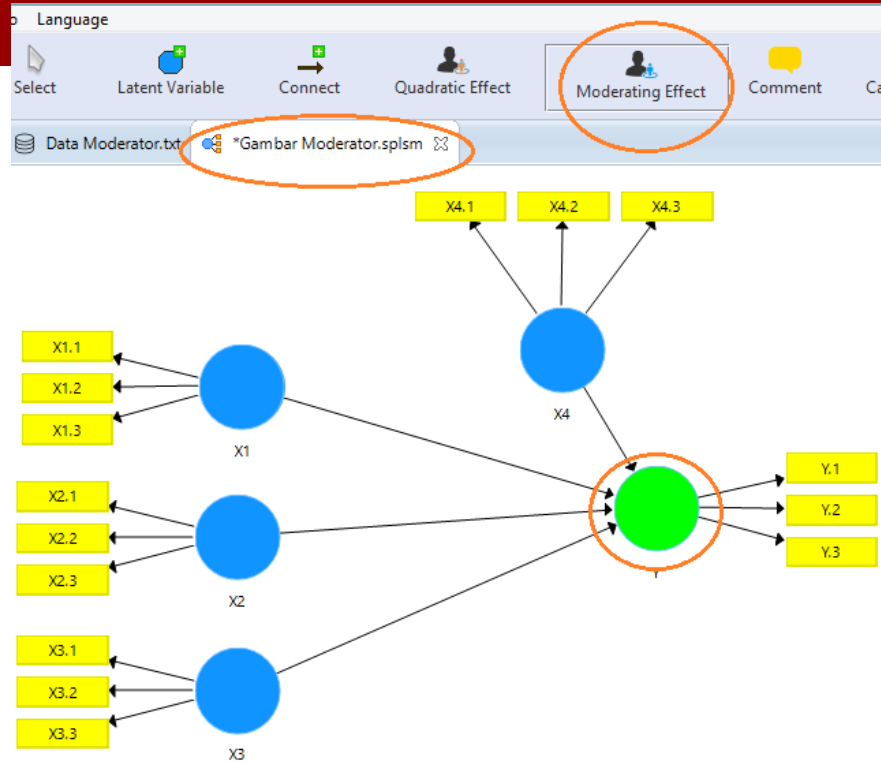 Language
Select
Latent Variable
Connect
Quadratic Effect
Moderating Effect
Comment
Data Moderator.txt
*Gambar Moderator.splsm
X4.1 X4.2 X4.3
X4
X1.1
X1.2
X1.3
X1
X2.1
X2.2
X2.3
X2
Y.1
Y.2
Y.3
X3.1
X3.2
X3.3
X3